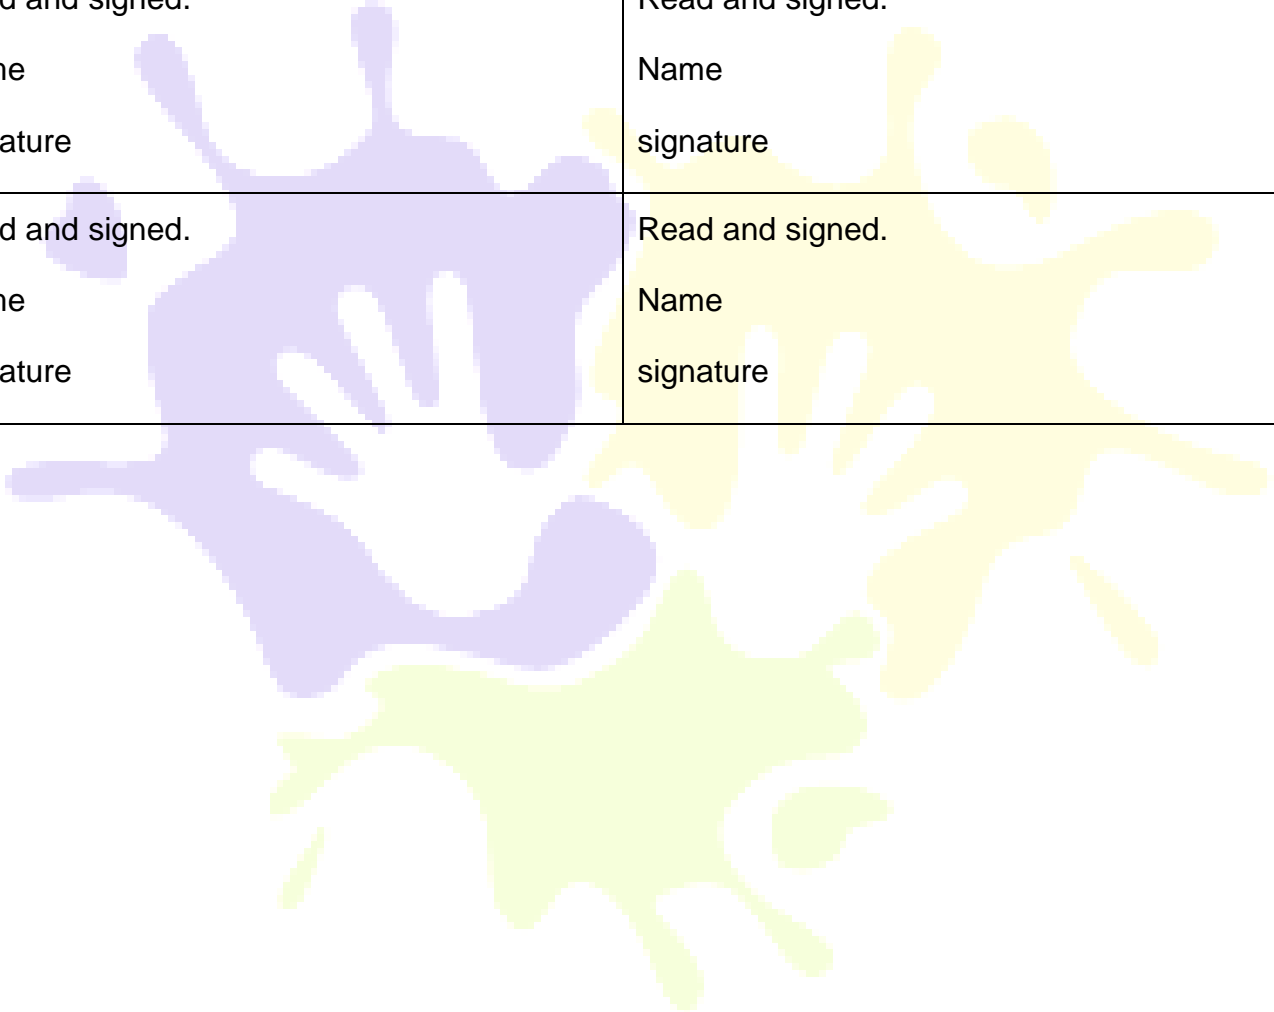 d and signed.
Read and signed.
ne
Name
ature
signature
d and signed.
Read and signed.
ne
Name
ature
signature